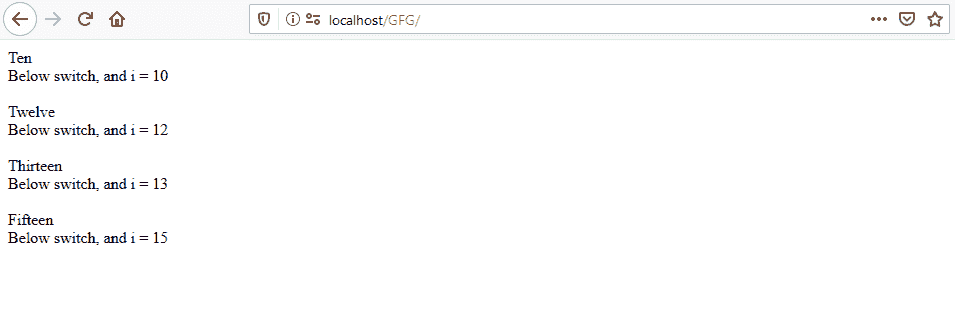 localhost/GFG/
Ten
Below switch, and i = 10
Twelve
Below switch, and i = 12
Thirteen
Below switch, and i = 13
Fifteen
Below switch, and i = 15